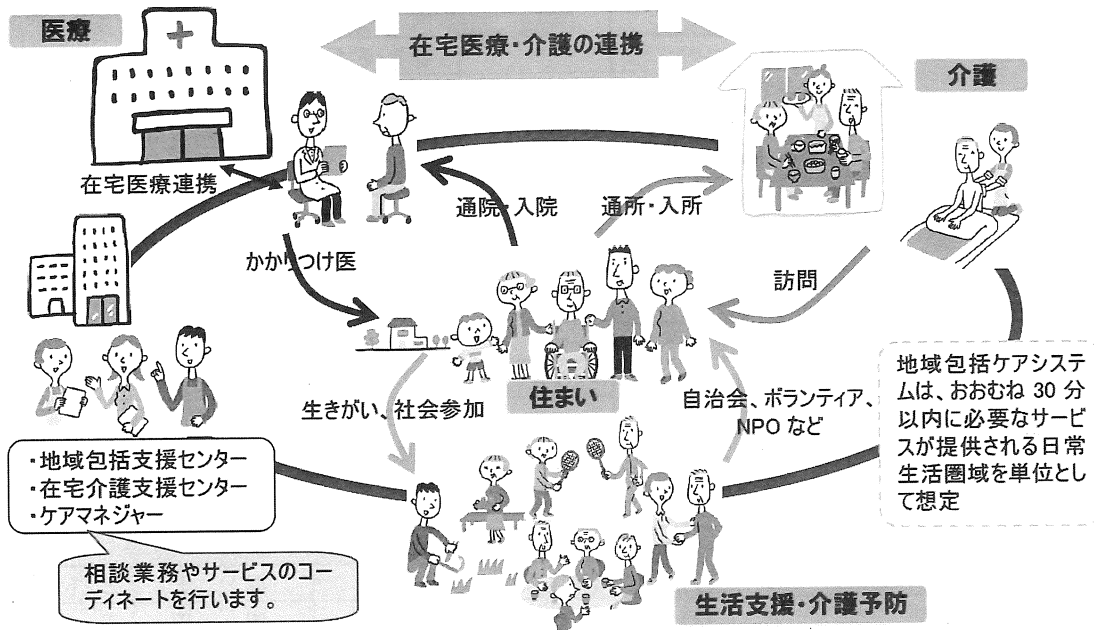 医療
在宅医療・介護の連携
介護
在宅医療連携
通院・入院
通所・入所
かかりつけ医
訪問
住まい
生きがい、社会参加
自治会、ボランティア、
NPO など
地域包括ケアシステ
ムは、おおむね 30 分
以内に必要なサービ
スが提供される日常
生活圏域を単位とし
て想定
・地域包括支援センター
・在宅介護支援センター
・ケアマネジャー
相談業務やサービスのコー
ディネートを行います。
生活支援・介護予防